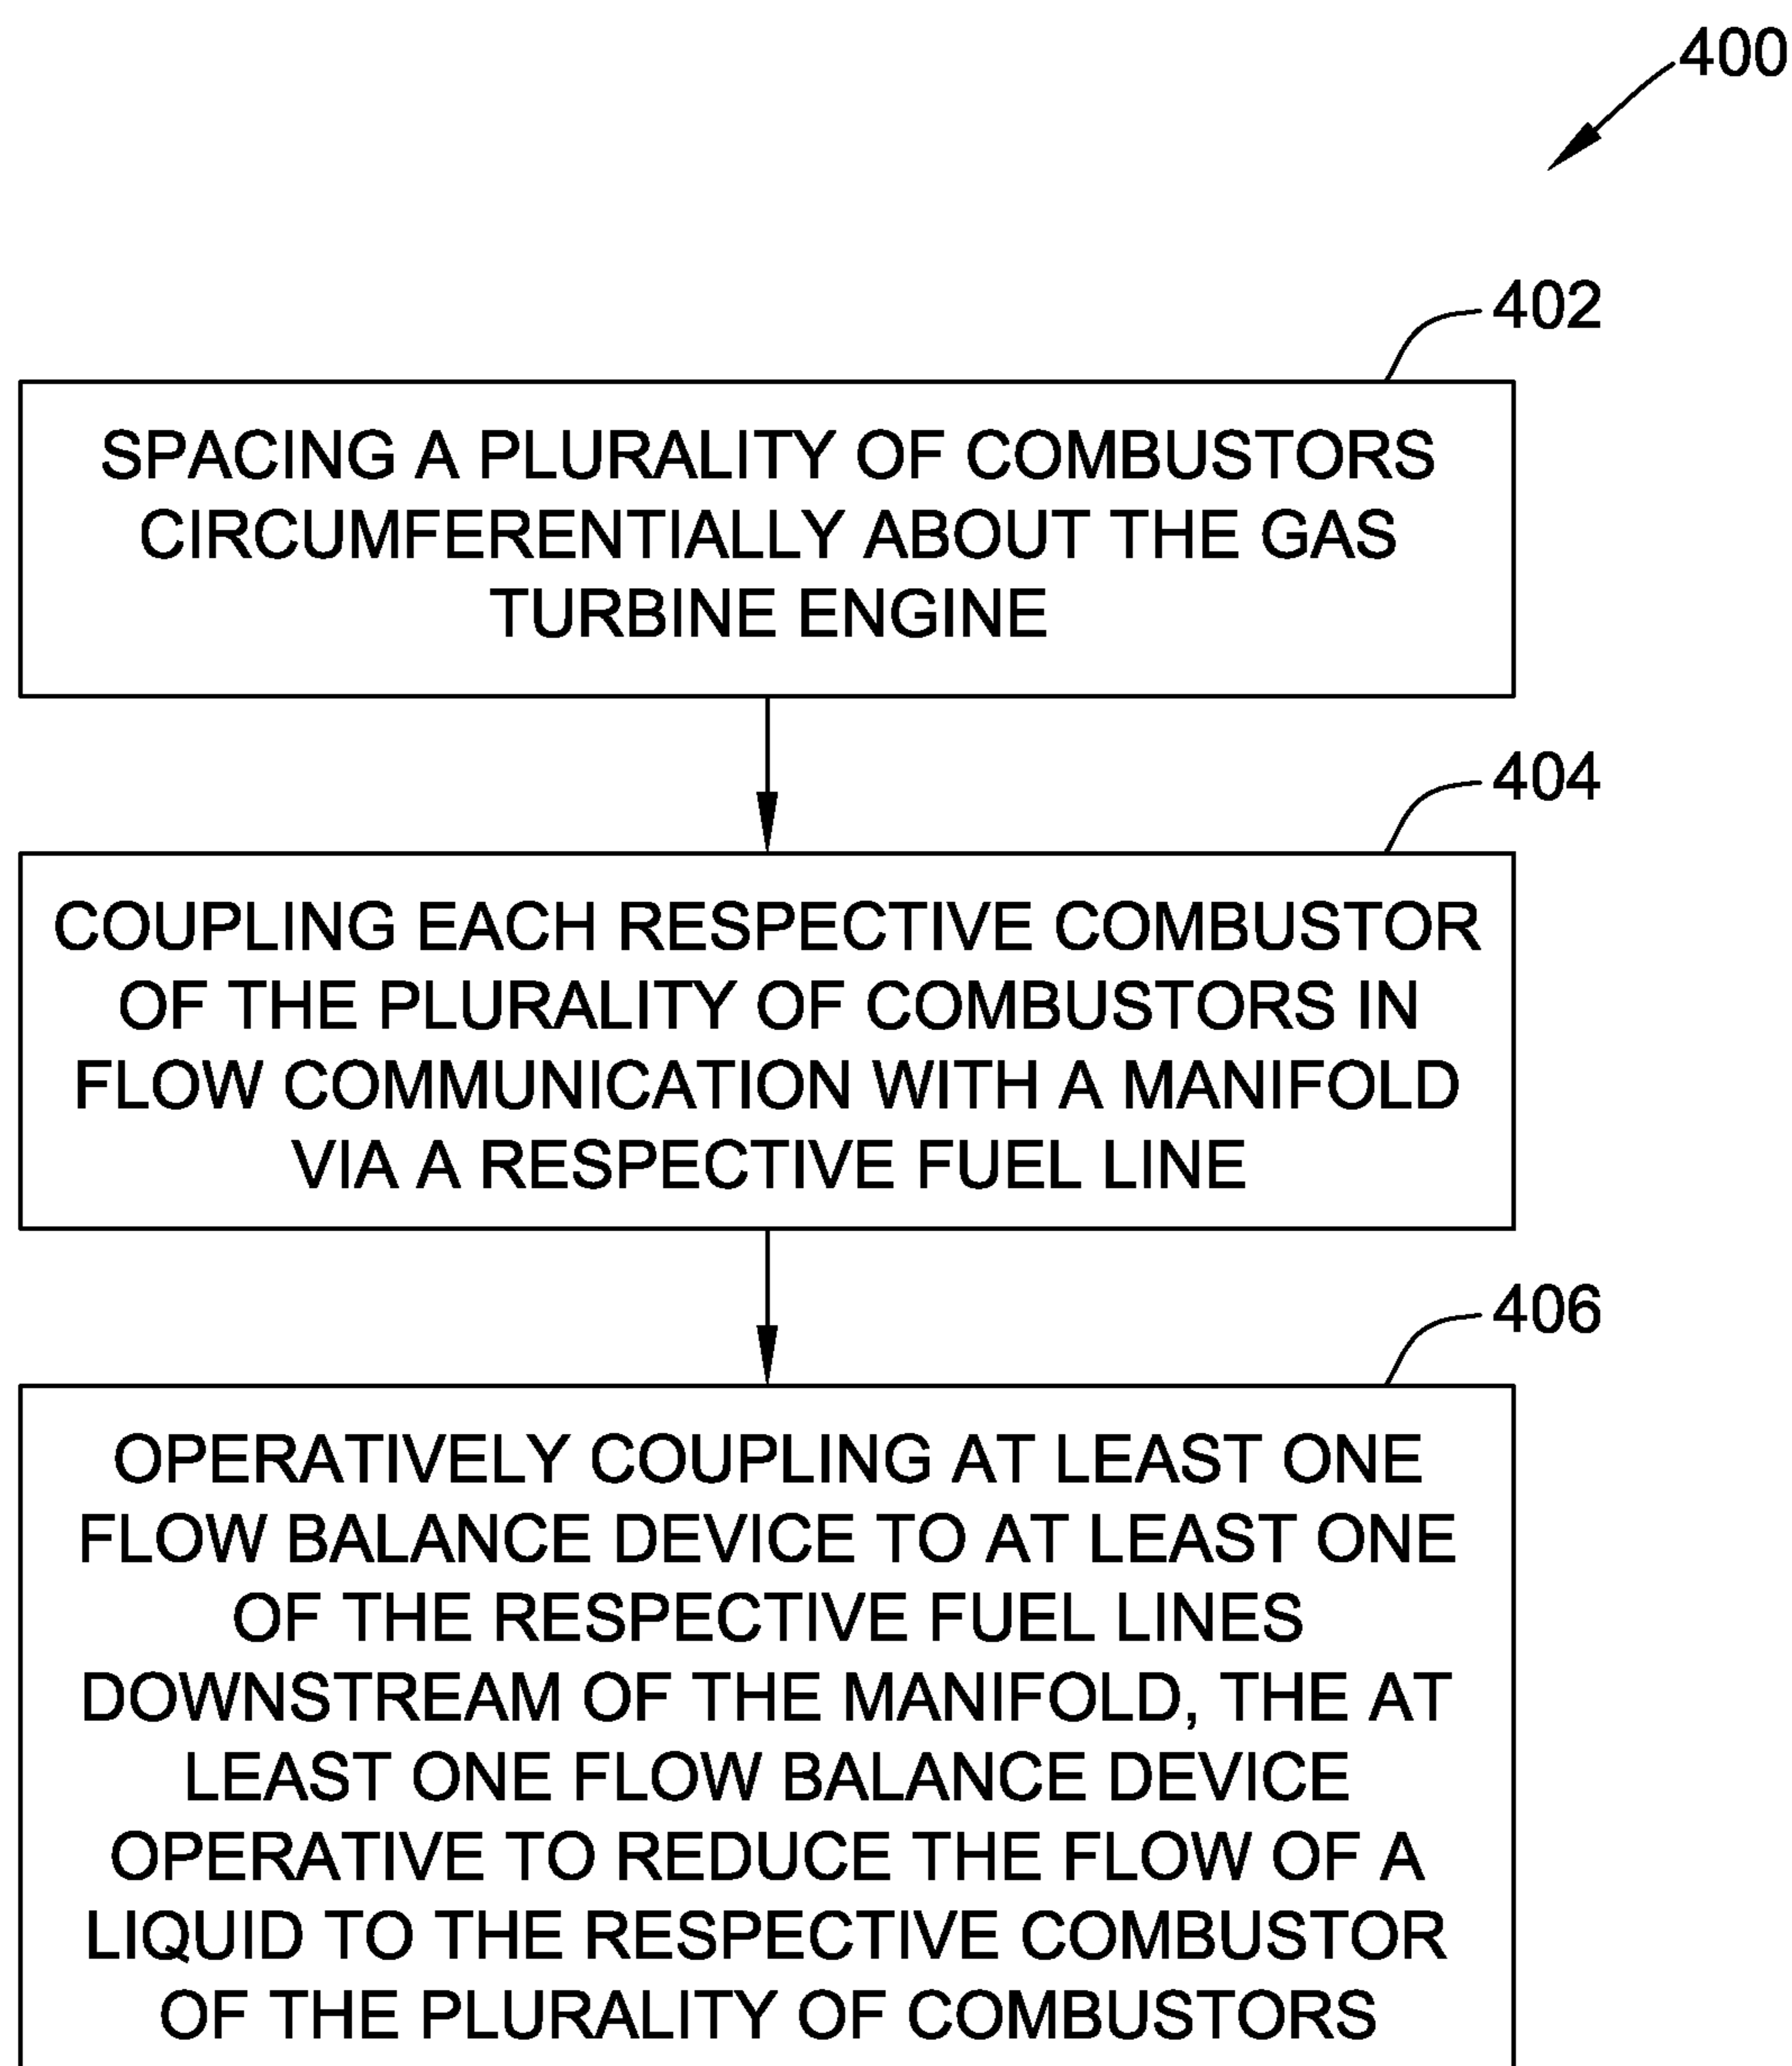 400
402
SPACING A PLURALITY OF COMBUSTORS
CIRCUMFERENTIALLY ABOUT THE GAS
TURBINE ENGINE
404
COUPLING EACH RESPECTIVE COMBUSTOR
OF THE PLURALITY OF COMBUSTORS IN
FLOW COMMUNICATION WITH A MANIFOLD
VIA A RESPECTIVE FUEL LINE
406
OPERATIVELY COUPLING AT LEAST ONE
FLOW BALANCE DEVICE TO AT LEAST ONE
OF THE RESPECTIVE FUEL LINES
DOWNSTREAM OF THE MANIFOLD, THE AT
LEAST ONE FLOW BALANCE DEVICE
OPERATIVE TO REDUCE THE FLOW OF A
LIQUID TO THE RESPECTIVE COMBUSTOR
OF THE PLURALITY OF COMBUSTORS